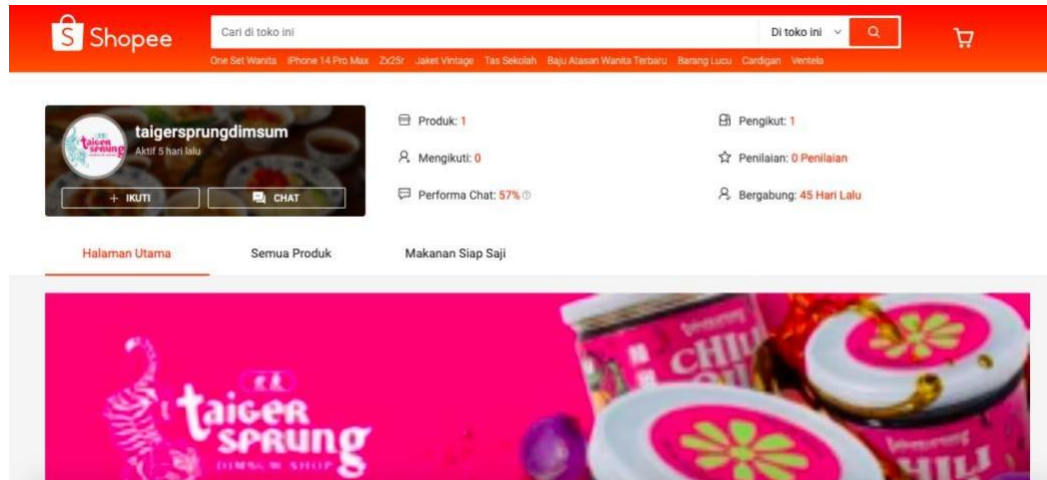 Shopee
Cari di toko ini
Di toko ini
One Set Wanita iPhone 14 Pro Max Zx25r Jaket Vintage Tas Sekolah Baju Atasan Wanita Terbaru Barang Lucu Cardigan Ventela
taiger
sprung
taigersprungdimsum
Aktif 5 hari lalu
+ IKUTI
CHAT
Produk: 1
Pengikut: 1
Mengikuti: 0
Penilaian: 0 Penilaian
Performa Chat: 57%
Bergabung: 45 Hari Lalu
Halaman Utama
Semua Produk
Makanan Siap Saji
taiger
sprung
DIMSUM SHOP
CHILI
OIL
CHILI